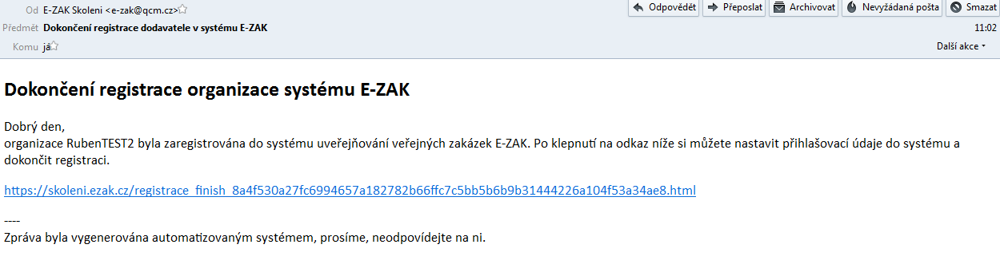 Od E-ZAK Skoleni <e-zak@qcm.cz>
Odpovědět Přeposlat Archivovat Nevyžádaná pošta Smazat
Předmět Dokončení registrace dodavatele v systému E-ZAK 11:02
Komu já Další akce
Dokončení registrace organizace systému E-ZAK
Dobrý den,
organizace RubenTEST2 byla zaregistrována do systému uveřejňování veřejných zakázek E-ZAK. Po klepnutí na odkaz níže si můžete nastavit přihlašovací údaje do systému a
dokončit registraci.
https://skoleni.ezak.cz/registrace_finish_8a4f530a27fc6994657a182782b66ffc7c5bb5b6b9b31444226a104f53a34ae8.html
----
Zpráva byla vygenerována automatizovaným systémem, prosíme, neodpovídejte na ni.